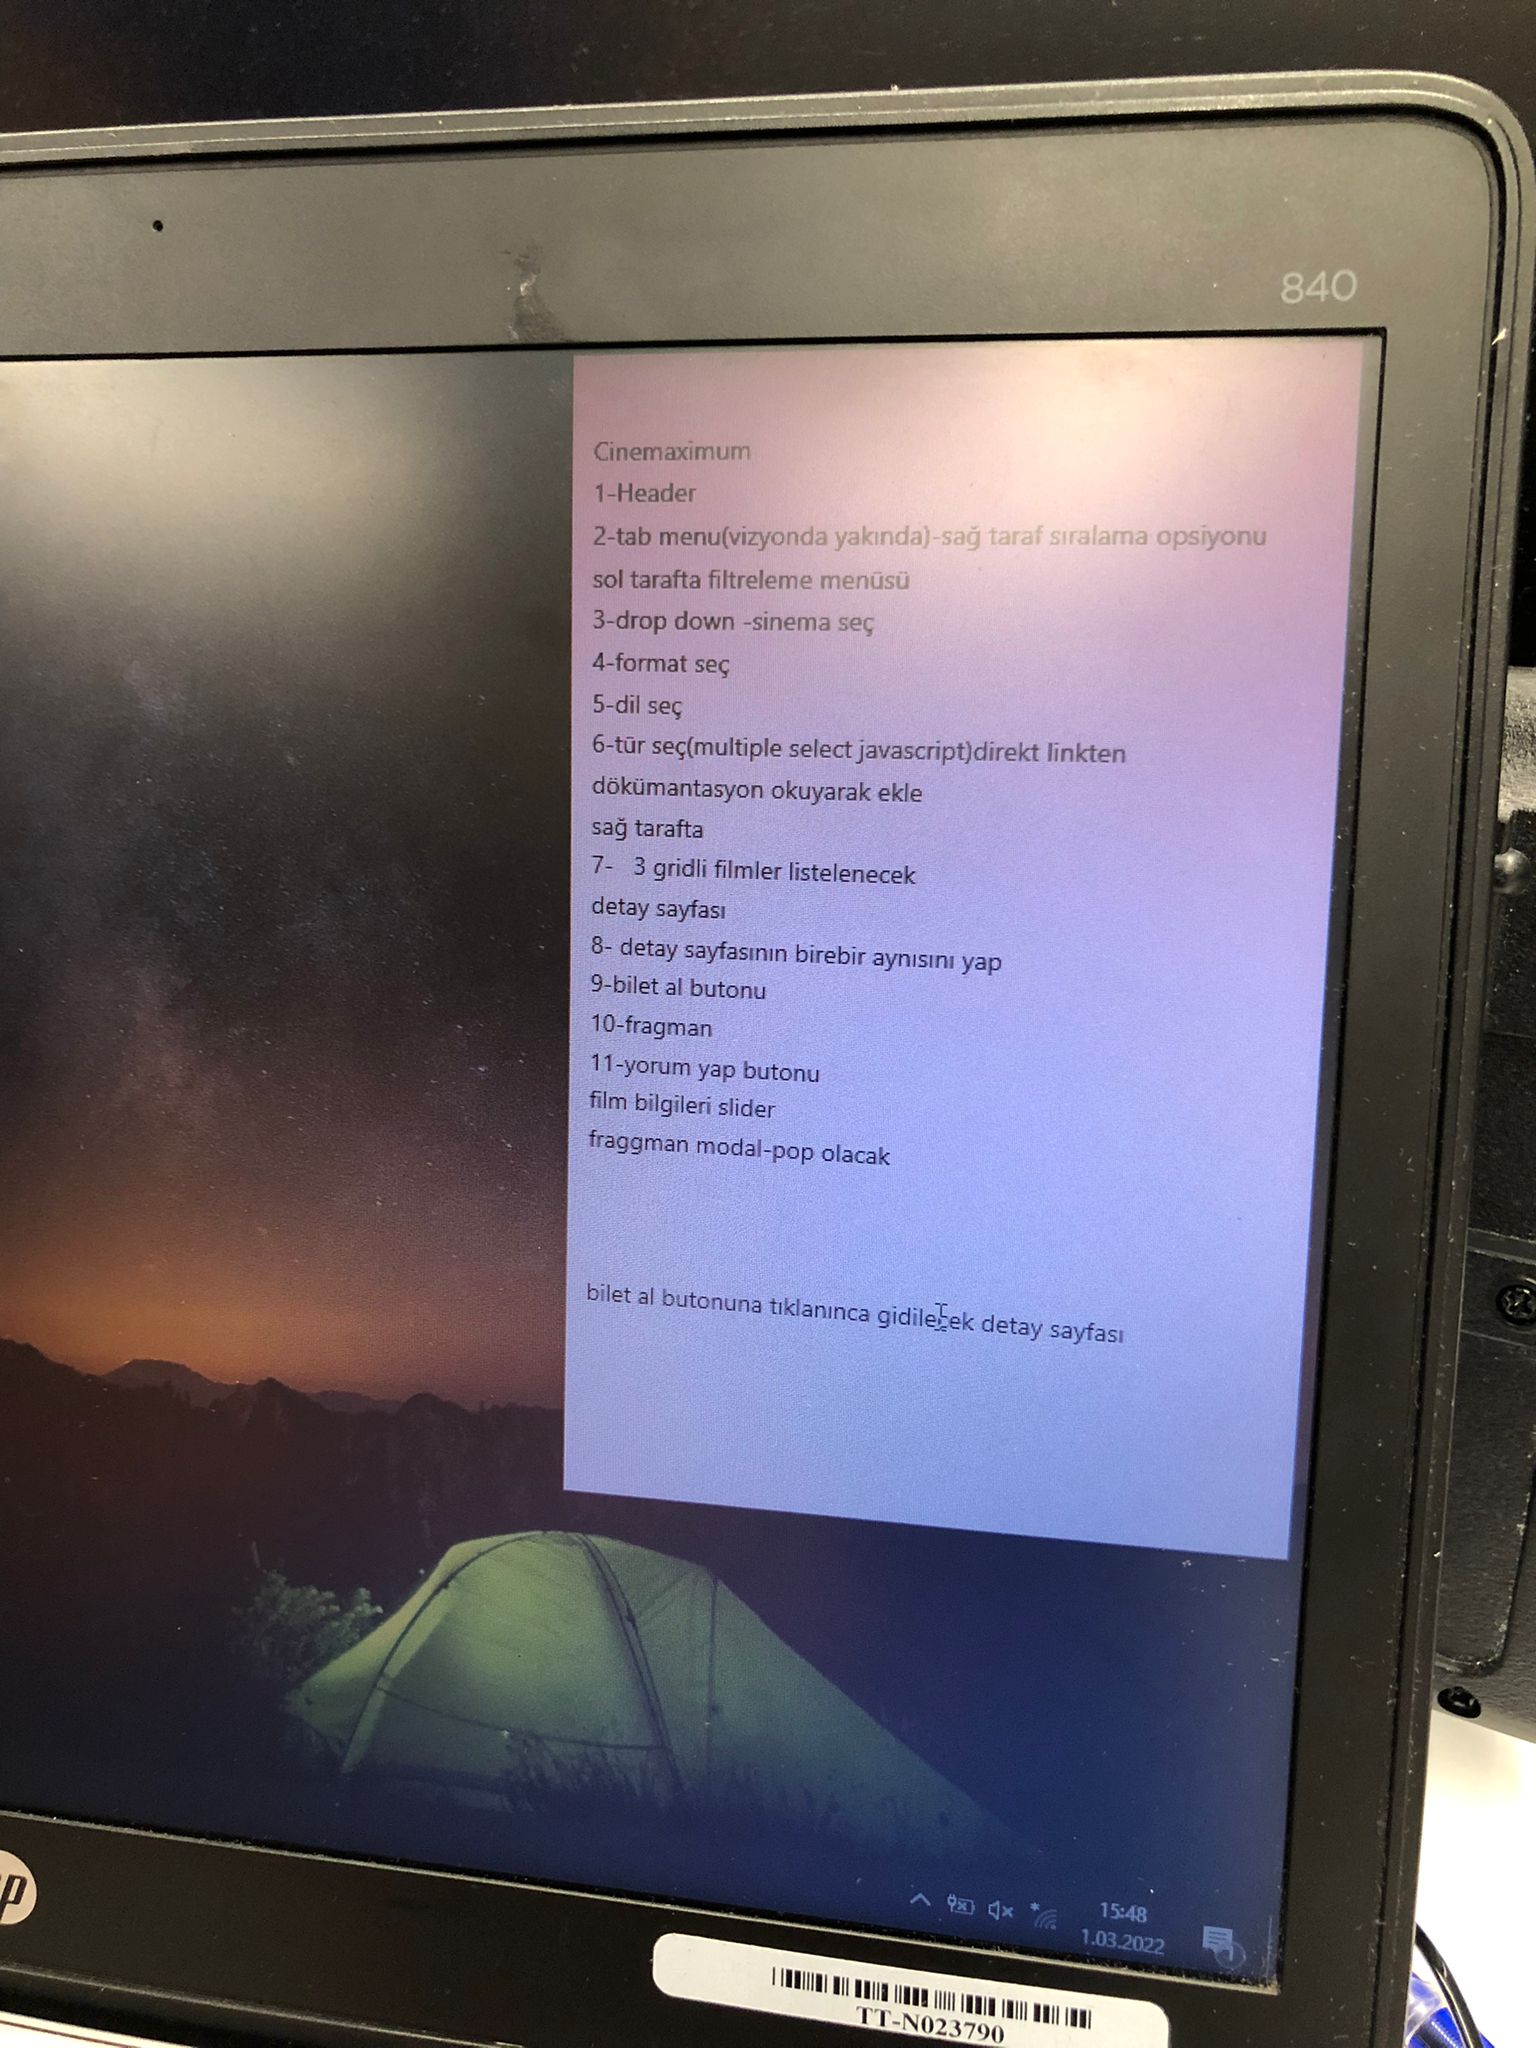 840
Cinemaximum
1-Header
2-tab menu(vizyonda yakında)-sağ taraf sıralama opsiyonu
sol tarafta filtreleme menüsü
3-drop down -sinema seç
4-format seç
5-dil seç
6-tür seç(multiple select javascript)direkt linkten
dökümantasyon okuyarak ekle
sağ tarafta
7- 3 gridli filmler listelenecek
detay sayfası
8- detay sayfasının birebir aynısını yap
9-bilet al butonu
10-fragman
11-yorum yap butonu
film bilgileri slider
fraggman modal-pop olacak
bilet al butonuna tıklanınca gidilecek detay sayfası
15:48
1.03.2022
hp
TT-N023790